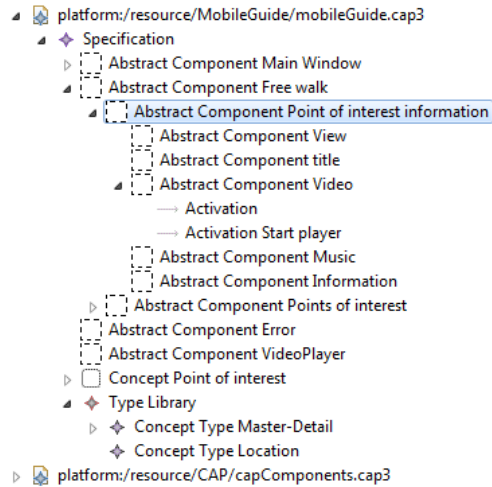 platform:/resource/MobileGuide/mobileGuide.cap3
Specification
Abstract Component Main Window
Abstract Component Free walk
Abstract Component Point of interest information
Abstract Component View
Abstract Component title
Abstract Component Video
Activation
Activation Start player
Abstract Component Music
Abstract Component Information
Abstract Component Points of interest
Abstract Component Error
Abstract Component VideoPlayer
Concept Point of interest
Type Library
Concept Type Master-Detail
Concept Type Location
platform:/resource/CAP/capComponents.cap3